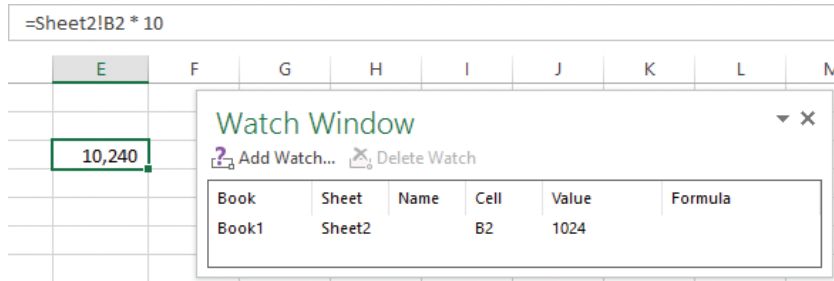 =Sheet2!B2 * 10
E F G H I J K L
Watch Window
10,240
Add Watch... Delete Watch
Book Sheet Name Cell Value Formula
Book1 Sheet2 B2 1024